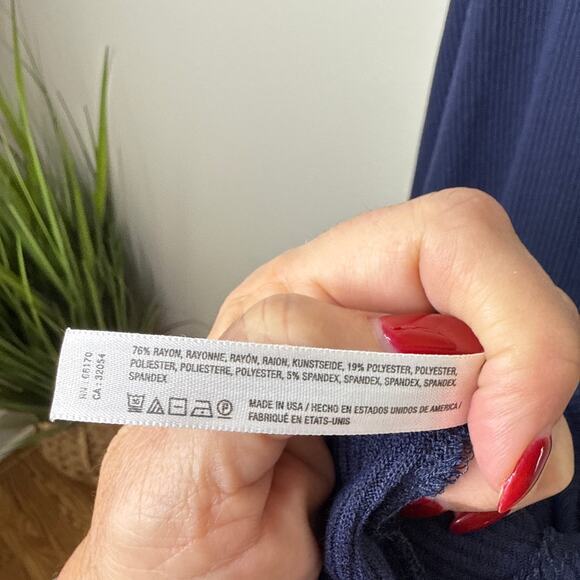 RN: 66170
CA: 32054
76% RAYON, RAYONNE, RAYÓN, RAION, KUNSTSEIDE, 19% POLYESTER, POLYESTER,
POLIESTER, POLIESTERE, POLYESTER, 5% SPANDEX, SPANDEX, SPANDEX, SPANDEX,
SPANDEX
MADE IN USA / HECHO EN ESTADOS UNIDOS DE AMERICA /
FABRIQUÉ EN ETATS-UNIS